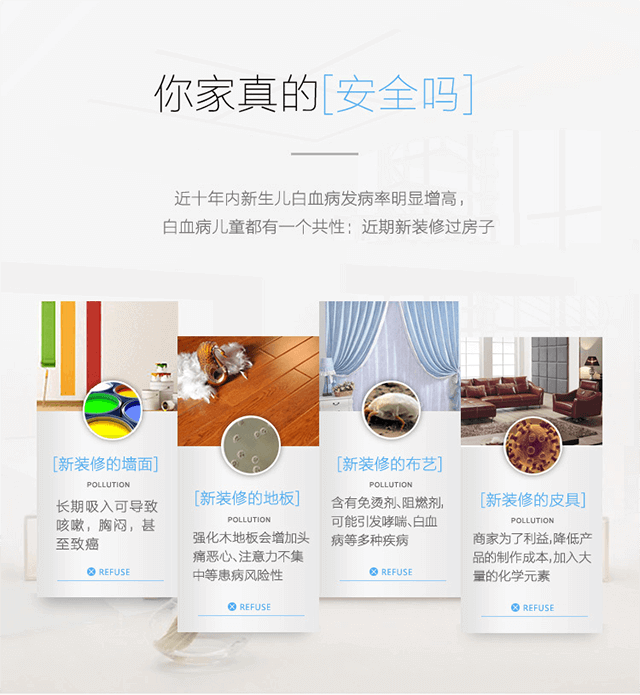 你家真的[安全吗]
近十年内新生儿白血病发病率明显增高，
白血病儿童都有一个共性；近期新装修过房子
[新装修的墙面]
POLLUTION
长期吸入可导致
咳嗽，胸闷，甚
至致癌
REFUSE
[新装修的地板]
POLLUTION
强化木地板会增加头
痛恶心、注意力不集
中等患病风险性
REFUSE
[新装修的布艺]
POLLUTION
含有免烫剂、阻燃剂,
可能引发哮喘、白血
病等多种疾病
REFUSE
[新装修的皮具]
POLLUTION
商家为了利益,降低产
品的制作成本,加入大
量的化学元素
REFUSE